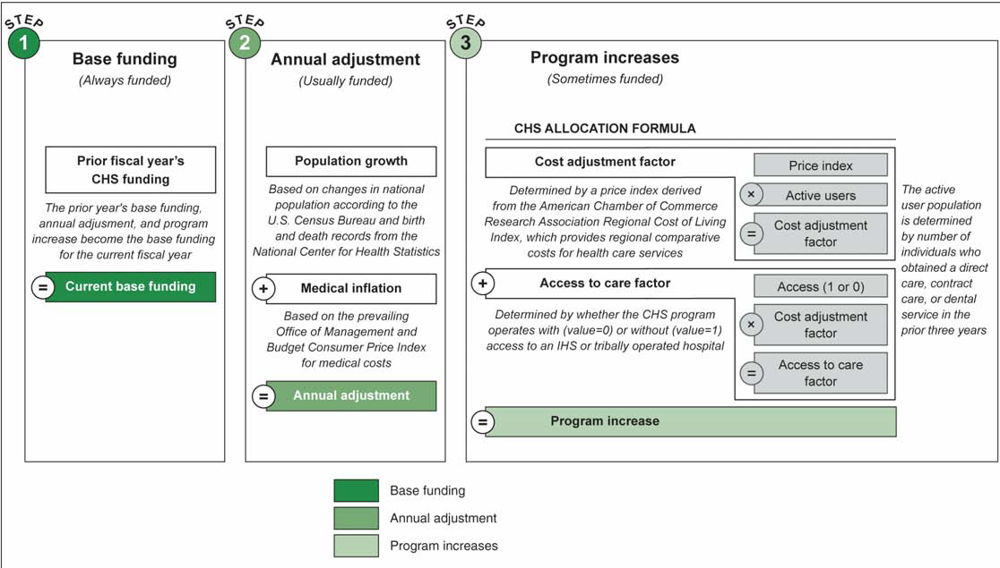 STEP
1
Base funding
(Always funded)
Prior fiscal year's
CHS funding
The prior year's base funding,
annual adjusment, and program
increase become the base funding
for the current fiscal year
= Current base funding
STEP
2
Annual adjustment
(Usually funded)
Population growth
Based on changes in national
population according to the
U.S. Census Bureau and birth
and death records from the
National Center for Health Statistics
+ Medical inflation
Based on the prevailing
Office of Management and
Budget Consumer Price Index
for medical costs
= Annual adjustment
STEP
3
Program increases
(Sometimes funded)
CHS ALLOCATION FORMULA
Cost adjustment factor
Determined by a price index derived
from the American Chamber of Commerce
Research Association Regional Cost of Living
Index, which provides regional comparative
costs for health care services
Price index
× Active users
= Cost adjustment
factor
+ Access to care factor
Determined by whether the CHS program
operates with (value=0) or without (value=1)
access to an IHS or tribally operated hospital
Access (1 or 0)
× Cost adjustment
factor
= Access to care
factor
The active
user population
is determined
by number of
individuals who
obtained a direct
care, contract
care, or dental
service in the
prior three years
= Program increase
Base funding
Annual adjustment
Program increases